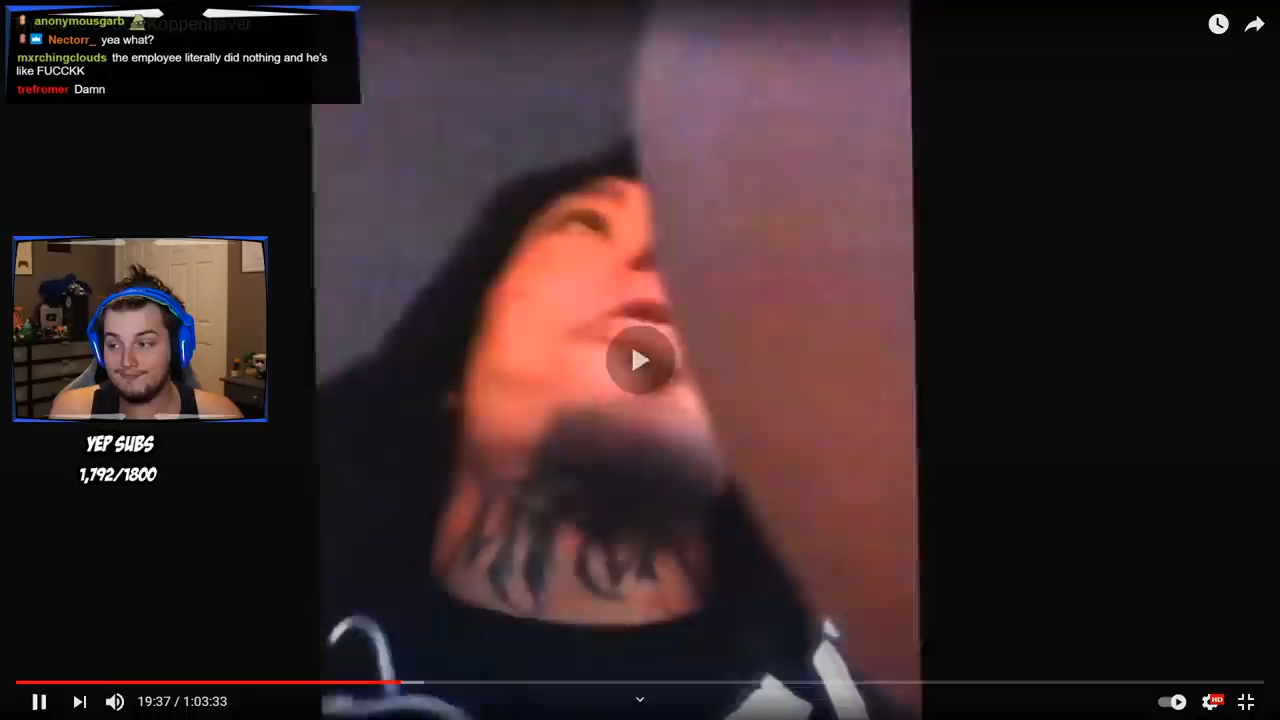 anonymousgarb
Nectorr_ yea what?
mxrchingclouds the employee literally did nothing and he's
like FUCCKK
trefromer Damn
YEP SUBS
1,792/1800
19:37 / 1:03:33
HD